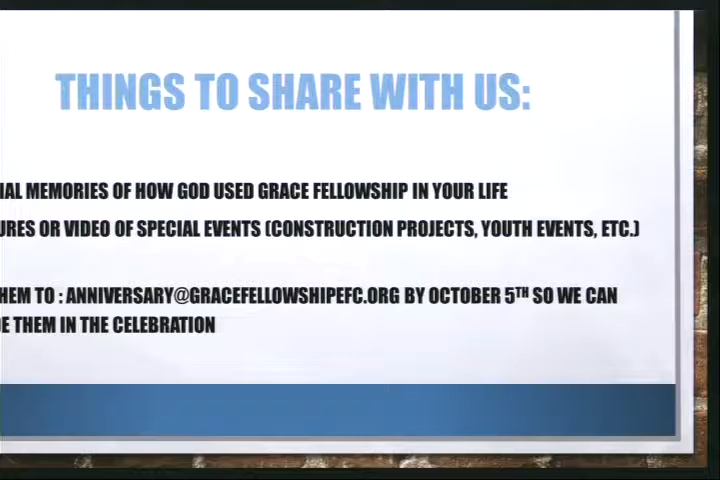 THINGS TO SHARE WITH US:
IAL MEMORIES OF HOW GOD USED GRACE FELLOWSHIP IN YOUR LIFE
URES OR VIDEO OF SPECIAL EVENTS (CONSTRUCTION PROJECTS, YOUTH EVENTS, ETC.)
HEM TO : ANNIVERSARY@GRACEFELLOWSHIPEFC.ORG BY OCTOBER 5TH SO WE CAN
DE THEM IN THE CELEBRATION